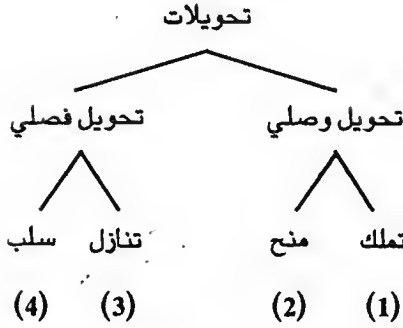 تحويلات
تحويل وصلي تحويل فصلي
تملك منح تنازل سلب
(1) (2) (3) (4)